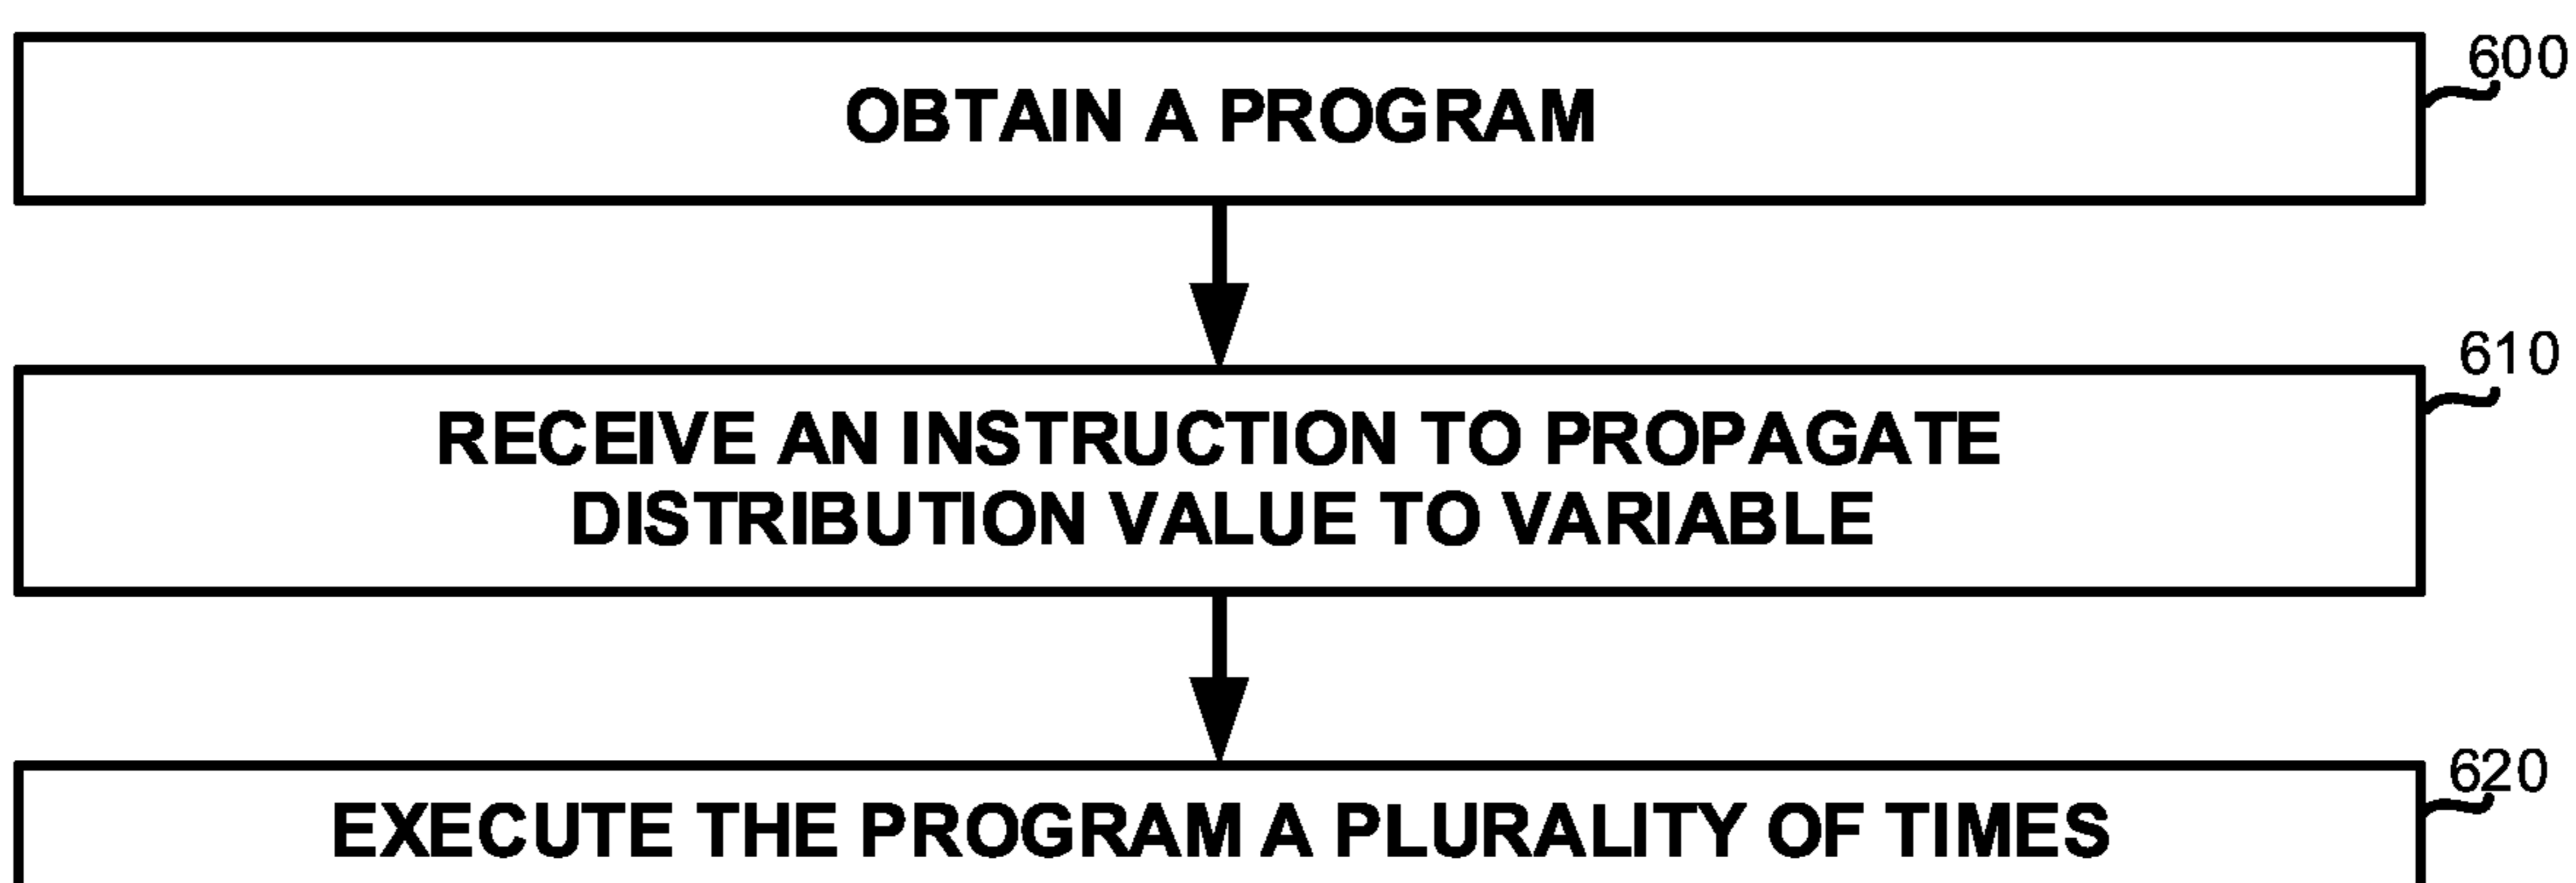 600
OBTAIN A PROGRAM
610
RECEIVE AN INSTRUCTION TO PROPAGATE
DISTRIBUTION VALUE TO VARIABLE
620
EXECUTE THE PROGRAM A PLURALITY OF TIMES